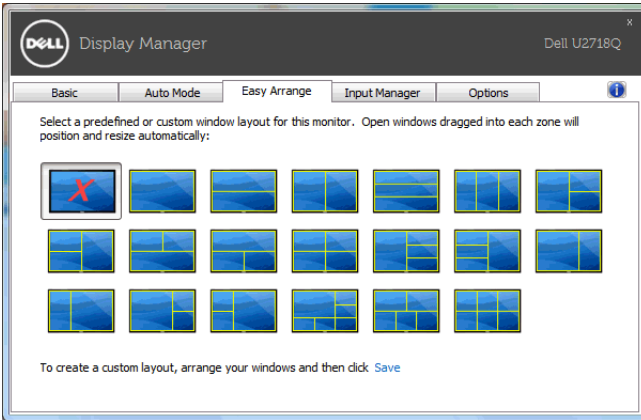 x
DELL Display Manager Dell U2718Q
Basic Auto Mode Easy Arrange Input Manager Options i
Select a predefined or custom window layout for this monitor. Open windows dragged into each zone will
position and resize automatically:
X
To create a custom layout, arrange your windows and then click Save